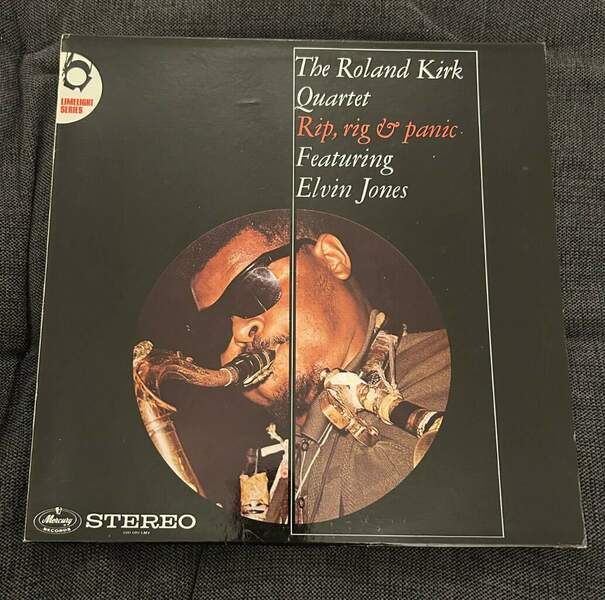 LIMELIGHT
SERIES
The Roland Kirk
Quartet
Rip, rig & panic.
Featuring
Elvin Jones
Mercury
RECORDS
STEREO